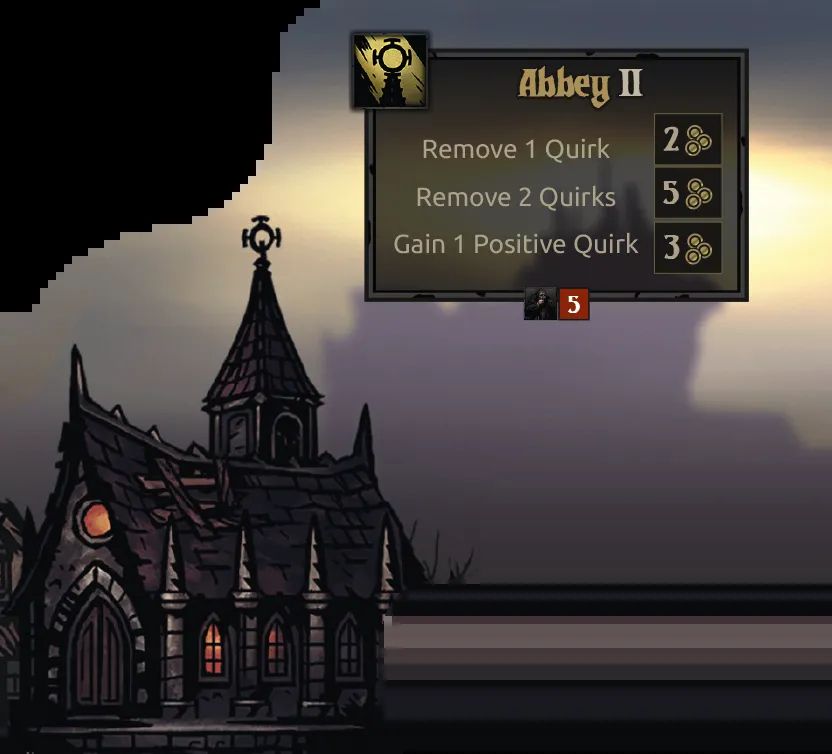 Abbey II
Remove 1 Quirk 2
Remove 2 Quirks 5
Gain 1 Positive Quirk 3
5